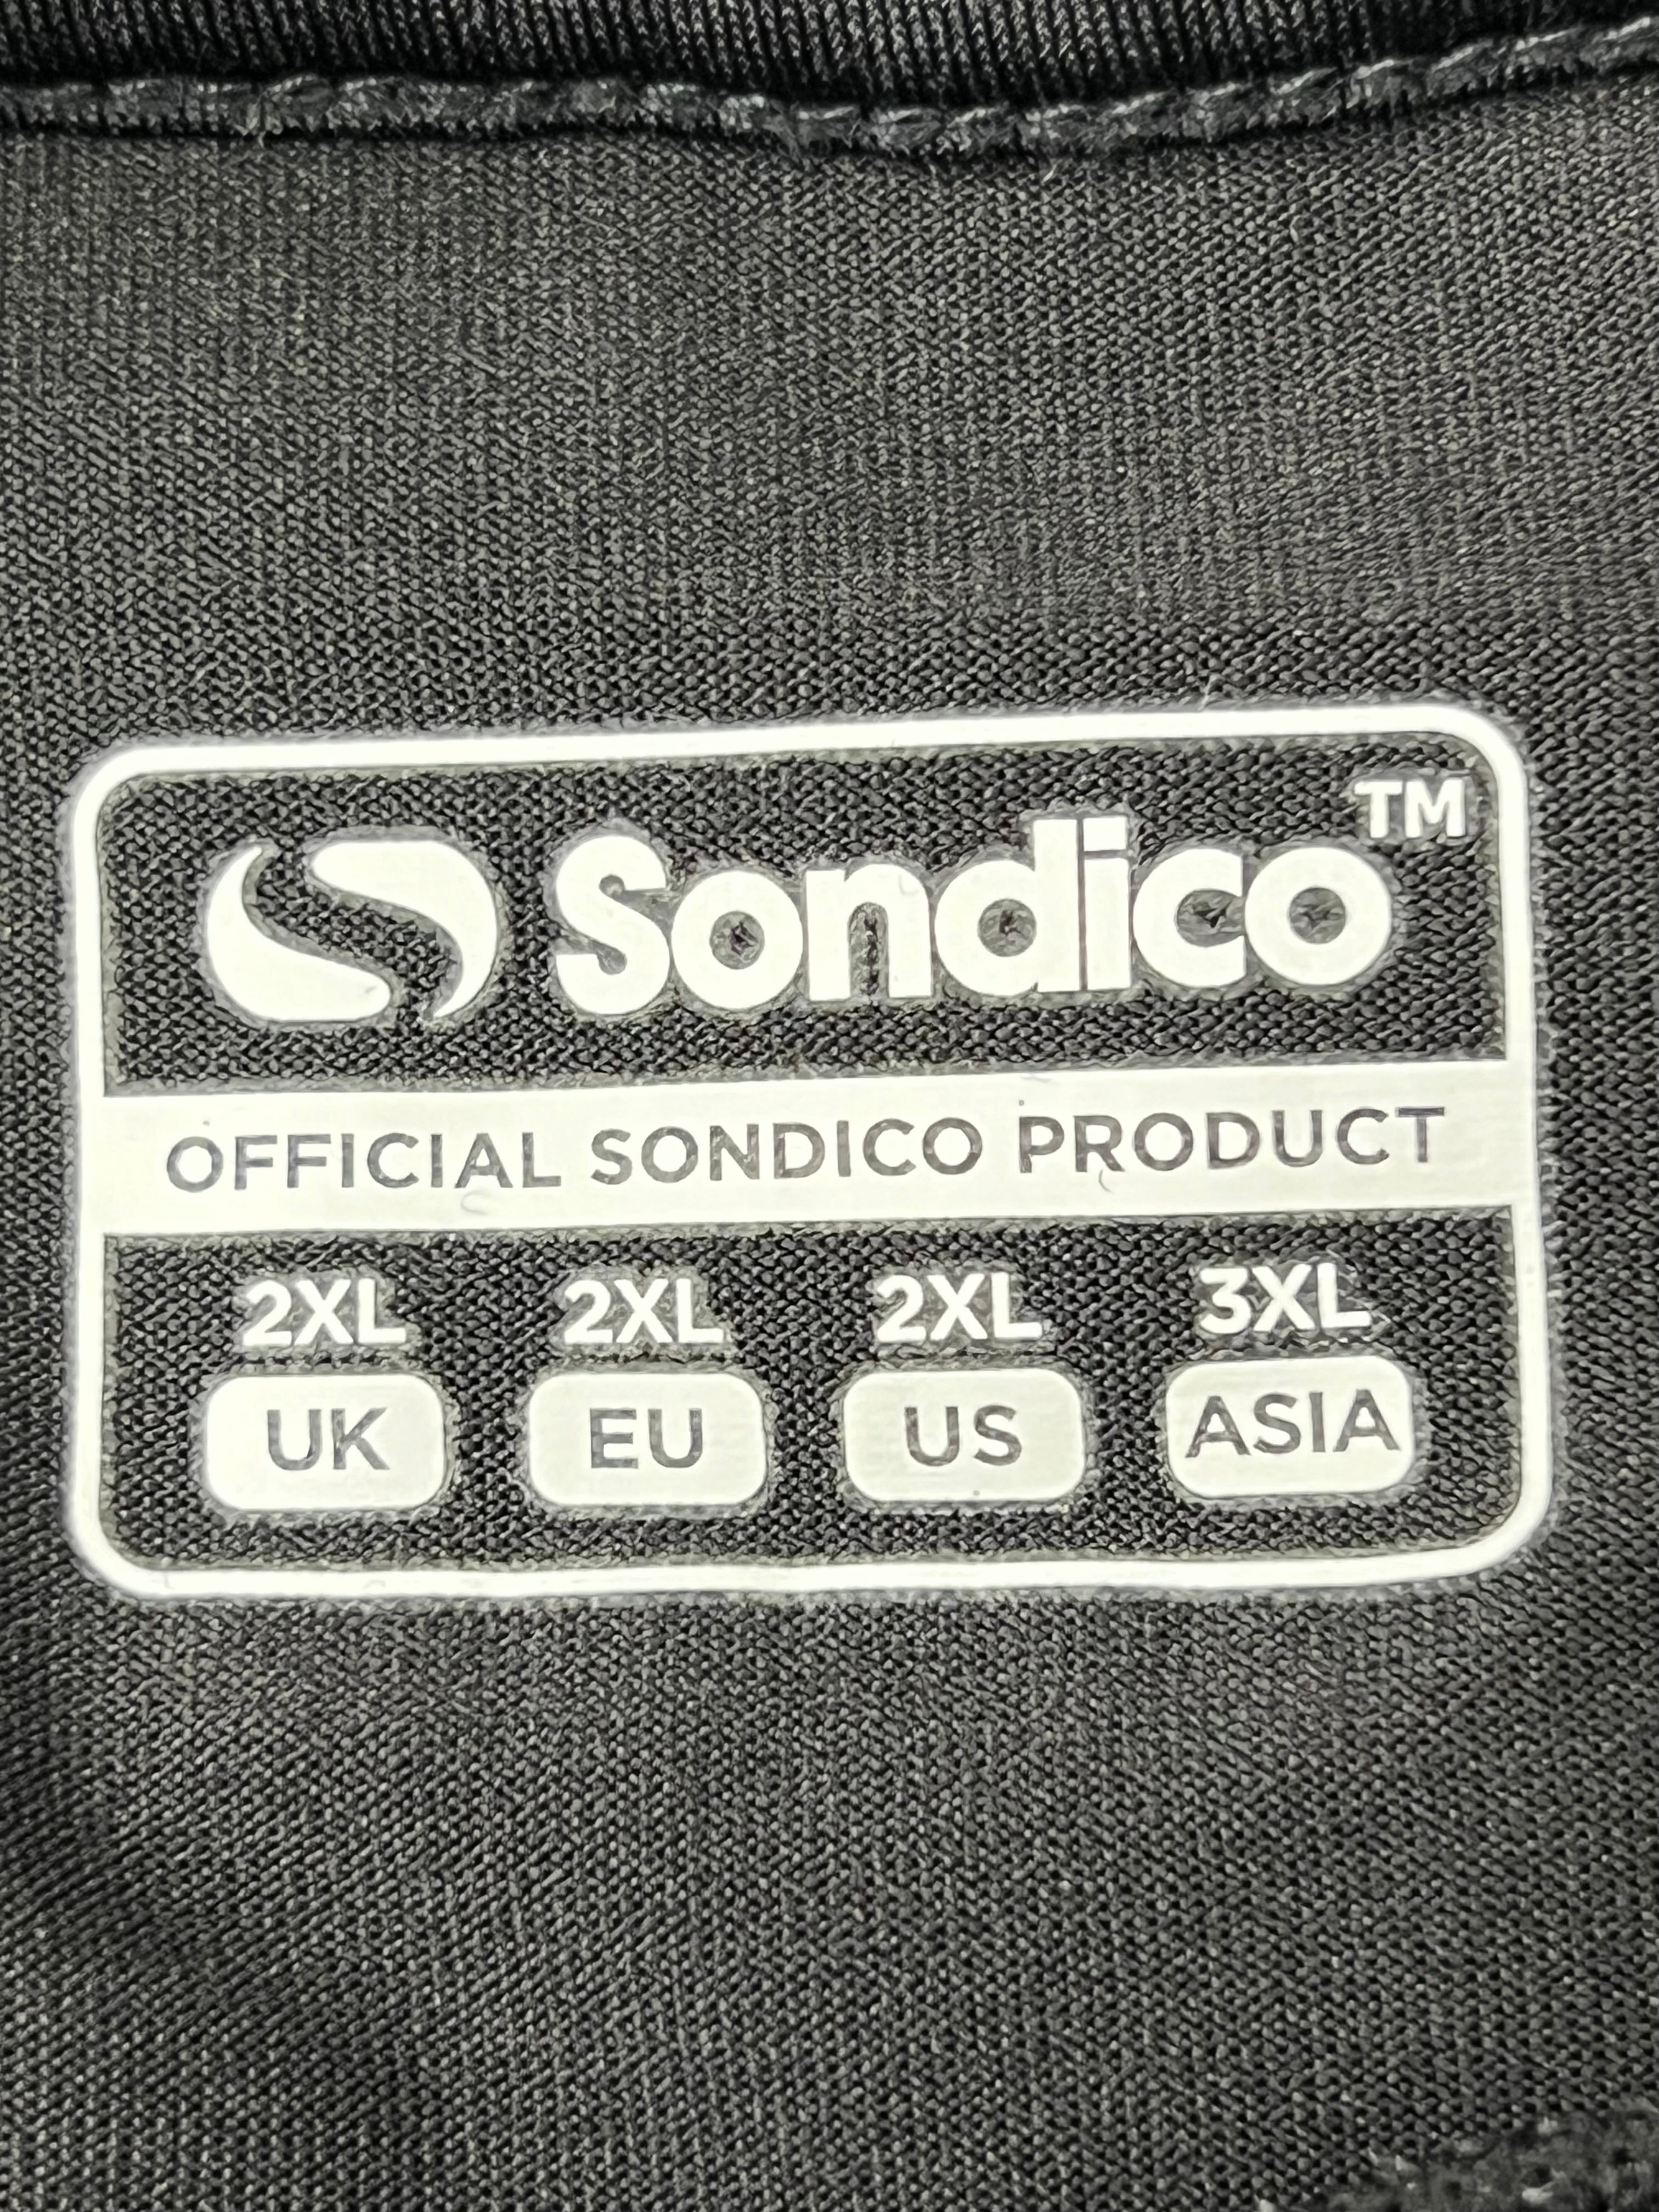 Sondico™
OFFICIAL SONDICO PRODUCT
2XL 2XL 2XL 3XL
UK EU US ASIA